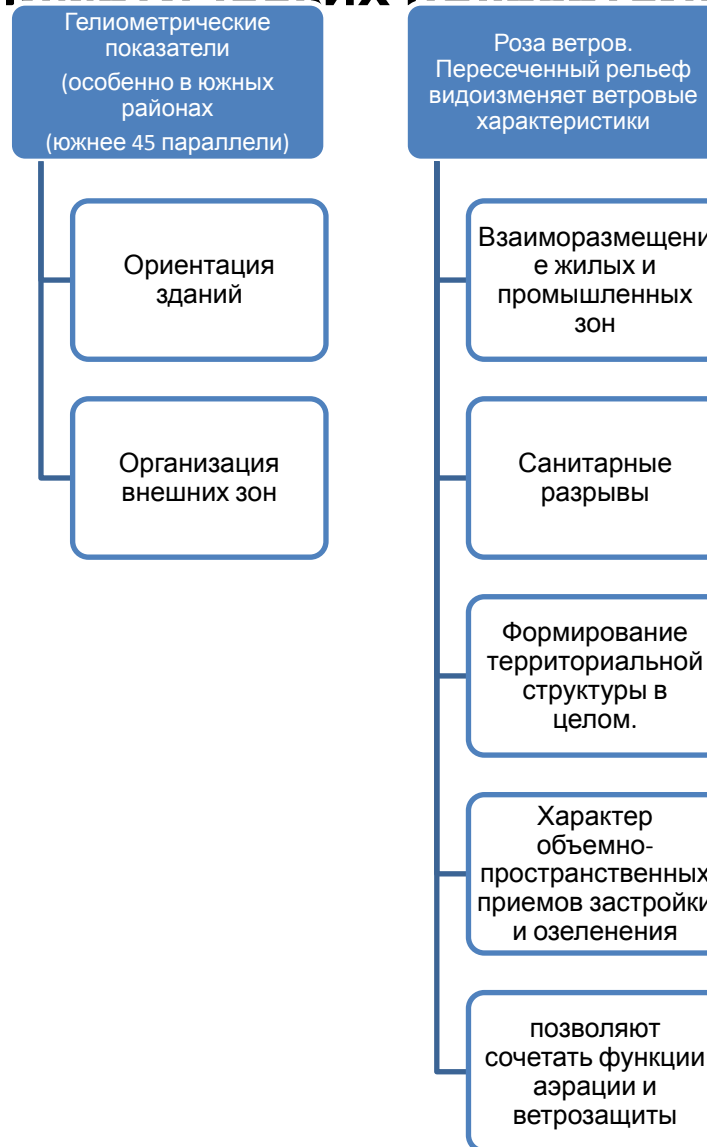 Гелиометрические
показатели
(особенно в южных
районах
(южнее 45 параллели)
Ориентация
зданий
Организация
внешних зон
Роза ветров.
Пересеченный рельеф
видоизменяет ветровые
характеристики
Взаиморазмещени
е жилых и
промышленных
зон
Санитарные
разрывы
Формирование
территориальной
структуры в
целом.
Характер
объемно-
пространственных
приемов застройки
и озеленения
позволяют
сочетать функции
аэрации и
ветрозащиты